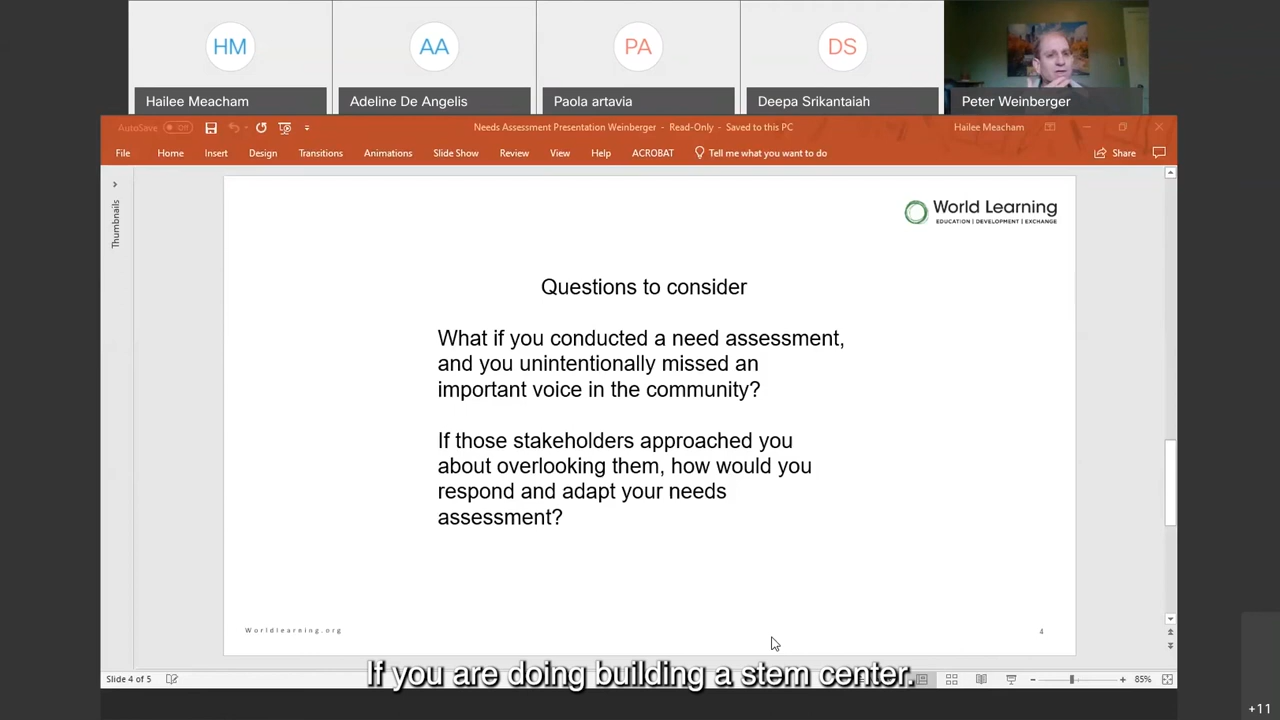 HM
AA
PA
DS
Hailee Meacham
Adeline De Angelis
Paola artavia
Deepa Srikantaiah
Peter Weinberger
AutoSave Off
Needs Assessment Presentation Weinberger - Read-Only - Saved to this PC
Hailee Meacham
File Home Insert Design Transitions Animations Slide Show Review View Help ACROBAT Tell me what you want to do Share
Thumbnails
World Learning
EDUCATION | DEVELOPMENT | EXCHANGE
Questions to consider
What if you conducted a need assessment,
and you unintentionally missed an
important voice in the community?
If those stakeholders approached you
about overlooking them, how would you
respond and adapt your needs
assessment?
Worldlearning.org
4
If you are doing building a stem center.
Slide 4 of 5
85%
+11